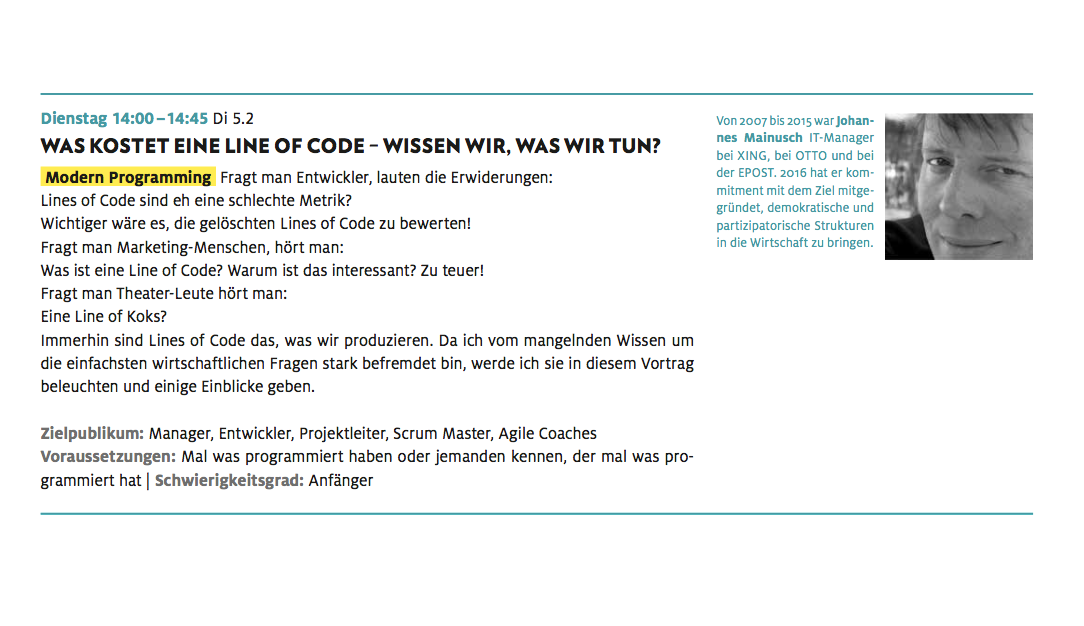 Dienstag 14:00 – 14:45 Di 5.2
WAS KOSTET EINE LINE OF CODE – WISSEN WIR, WAS WIR TUN?
Modern Programming Fragt man Entwickler, lauten die Erwiderungen:
Lines of Code sind eh eine schlechte Metrik?
Wichtiger wäre es, die gelöschten Lines of Code zu bewerten!
Fragt man Marketing-Menschen, hört man:
Was ist eine Line of Code? Warum ist das interessant? Zu teuer!
Fragt man Theater-Leute hört man:
Eine Line of Koks?
Immerhin sind Lines of Code das, was wir produzieren. Da ich vom mangelnden Wissen um
die einfachsten wirtschaftlichen Fragen stark befremdet bin, werde ich sie in diesem Vortrag
beleuchten und einige Einblicke geben.
Zielpublikum: Manager, Entwickler, Projektleiter, Scrum Master, Agile Coaches
Voraussetzungen: Mal was programmiert haben oder jemanden kennen, der mal was pro-
grammiert hat | Schwierigkeitsgrad: Anfänger
Von 2007 bis 2015 war Johan-
nes Mainusch IT-Manager
bei XING, bei OTTO und bei
der EPOST. 2016 hat er kom-
mitment mit dem Ziel mitge-
gründet, demokratische und
partizipatorische Strukturen
in die Wirtschaft zu bringen.